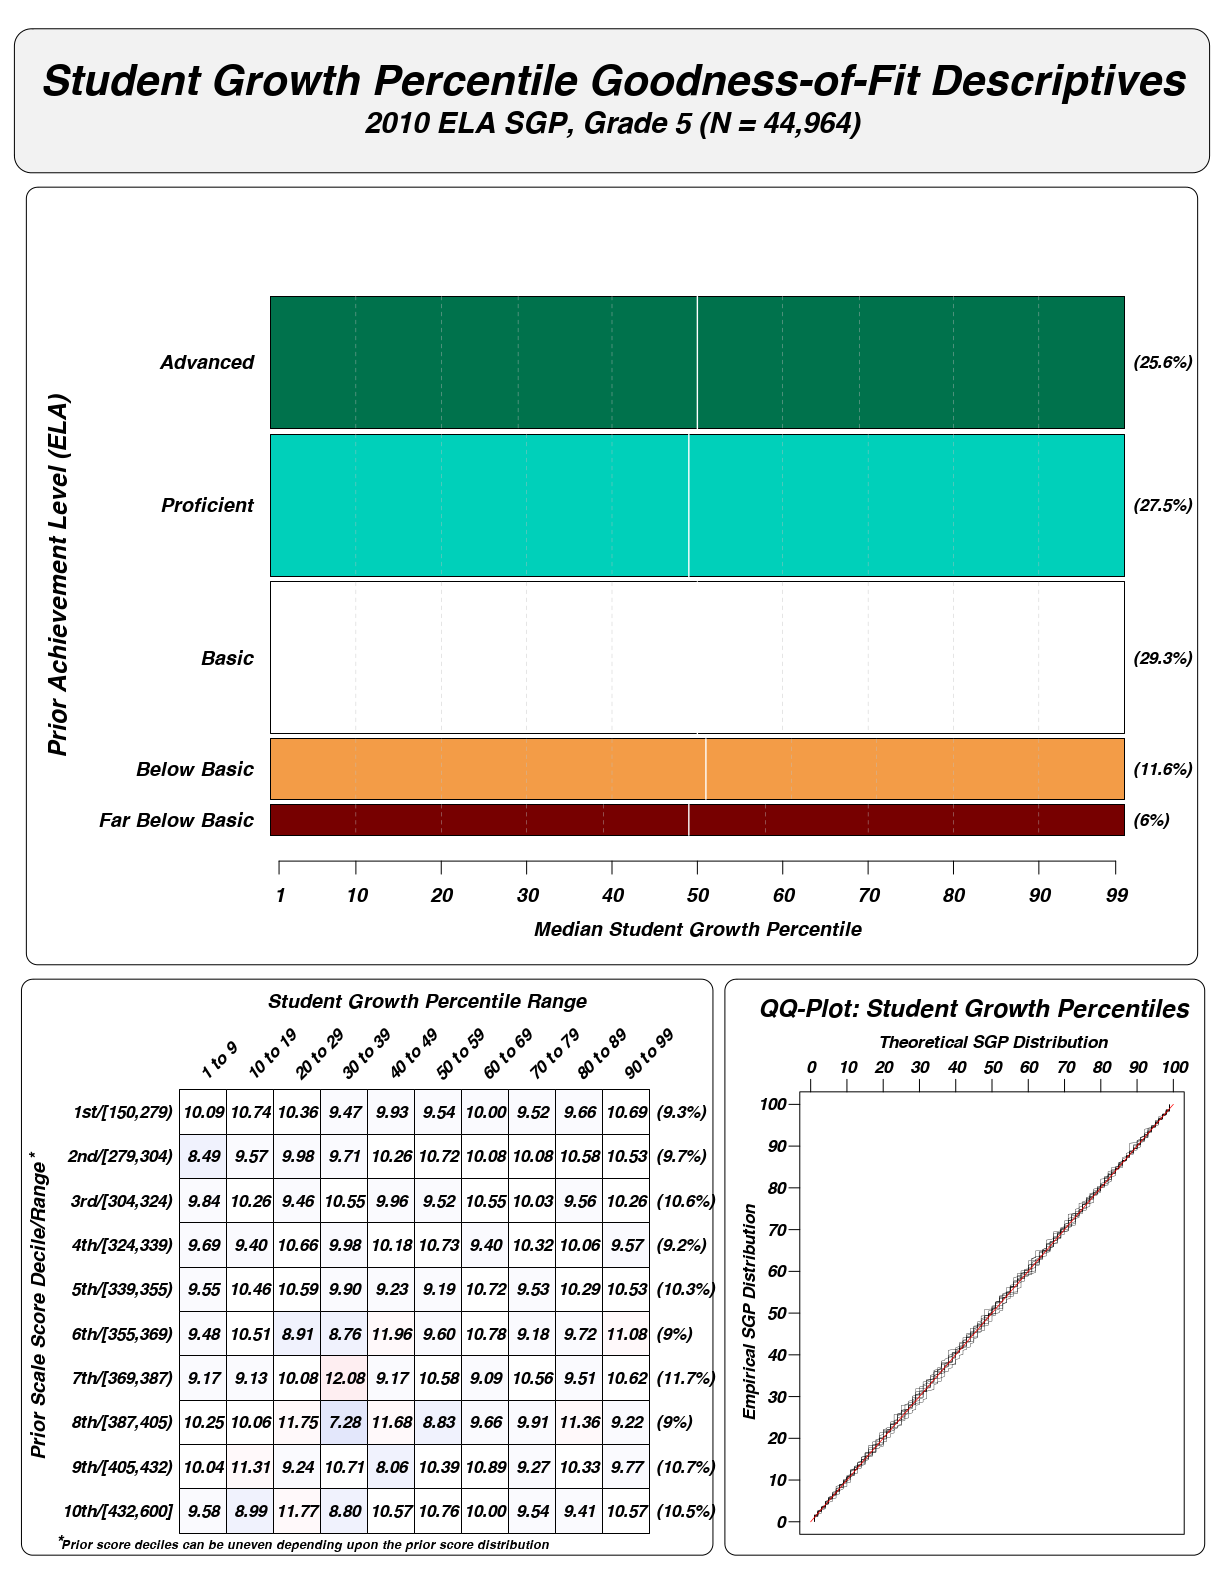 Student Growth Percentile Goodness-of-Fit Descriptives
2010 ELA SGP, Grade 5 (N = 44,964)
Prior Achievement Level (ELA)
Advanced (25.6%)
Proficient (27.5%)
Basic (29.3%)
Below Basic (11.6%)
Far Below Basic (6%)
1 10 20 30 40 50 60 70 80 90 99
Median Student Growth Percentile
Student Growth Percentile Range
1 to 9 10 to 19 20 to 29 30 to 39 40 to 49 50 to 59 60 to 69 70 to 79 80 to 89 90 to 99
Prior Scale Score Decile/Range*
1st/[150,279) 10.09 10.74 10.36 9.47 9.93 9.54 10.00 9.52 9.66 10.69 (9.3%)
2nd/[279,304) 8.49 9.57 9.98 9.71 10.26 10.72 10.08 10.08 10.58 10.53 (9.7%)
3rd/[304,324) 9.84 10.26 9.46 10.55 9.96 9.52 10.55 10.03 9.56 10.26 (10.6%)
4th/[324,339) 9.69 9.40 10.66 9.98 10.18 10.73 9.40 10.32 10.06 9.57 (9.2%)
5th/[339,355) 9.55 10.46 10.59 9.90 9.23 9.19 10.72 9.53 10.29 10.53 (10.3%)
6th/[355,369) 9.48 10.51 8.91 8.76 11.96 9.60 10.78 9.18 9.72 11.08 (9%)
7th/[369,387) 9.17 9.13 10.08 12.08 9.17 10.58 9.09 10.56 9.51 10.62 (11.7%)
8th/[387,405) 10.25 10.06 11.75 7.28 11.68 8.83 9.66 9.91 11.36 9.22 (9%)
9th/[405,432) 10.04 11.31 9.24 10.71 8.06 10.39 10.89 9.27 10.33 9.77 (10.7%)
10th/[432,600] 9.58 8.99 11.77 8.80 10.57 10.76 10.00 9.54 9.41 10.57 (10.5%)
*Prior score deciles can be uneven depending upon the prior score distribution
QQ-Plot: Student Growth Percentiles
Theoretical SGP Distribution
0 10 20 30 40 50 60 70 80 90 100
Empirical SGP Distribution
100
90
80
70
60
50
40
30
20
10
0